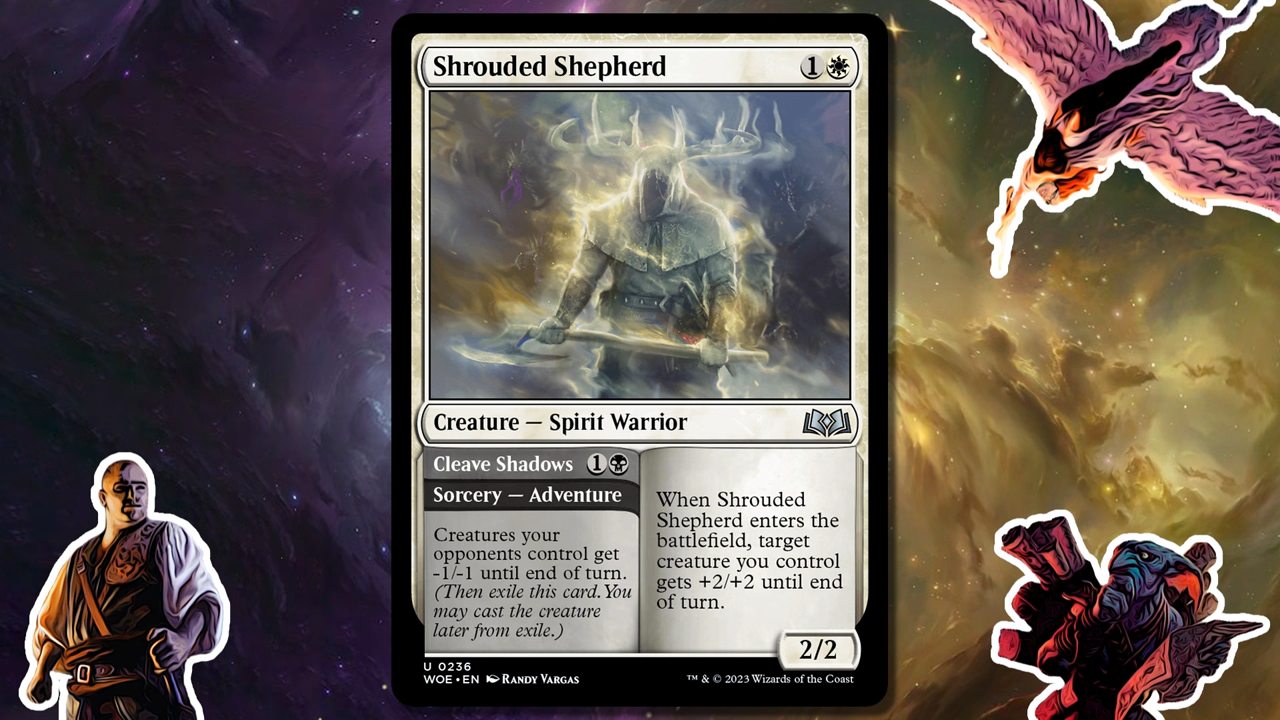 Shrouded Shepherd 1
Creature — Spirit Warrior
Cleave Shadows 1
Sorcery — Adventure
Creatures your
opponents control get
-1/-1 until end of turn.
(Then exile this card. You
may cast the creature
later from exile.)
When Shrouded
Shepherd enters the
battlefield, target
creature you control
gets +2/+2 until end
of turn.
2/2
U 0236
WOE • EN Randy Vargas
™ & © 2023 Wizards of the Coast